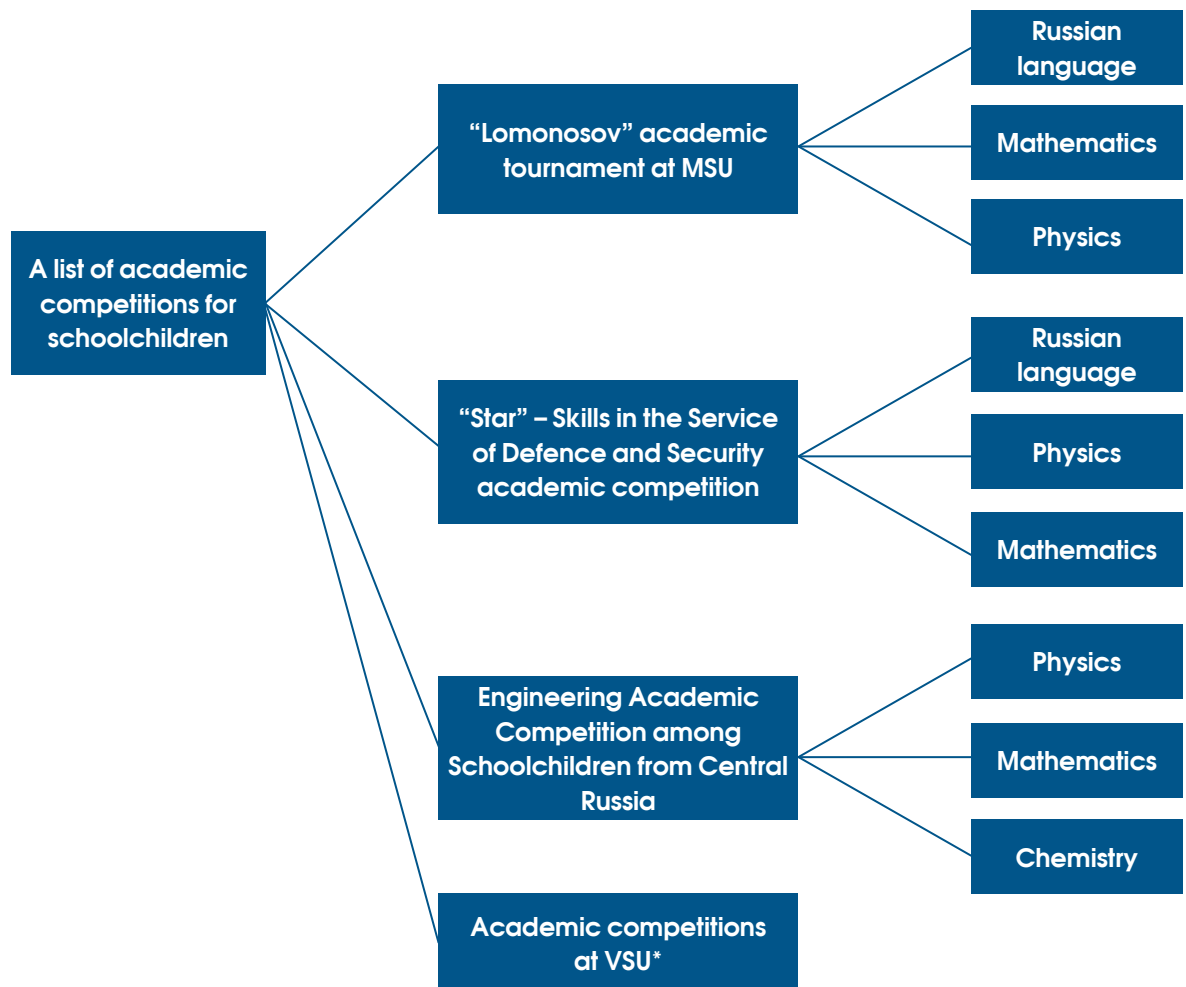 A list of academic
competitions for
schoolchildren
“Lomonosov” academic
tournament at MSU
Russian
language
Mathematics
Physics
“Star” – Skills in the Service
of Defence and Security
academic competition
Russian
language
Physics
Mathematics
Engineering Academic
Competition among
Schoolchildren from Central
Russia
Physics
Mathematics
Chemistry
Academic competitions
at VSU*